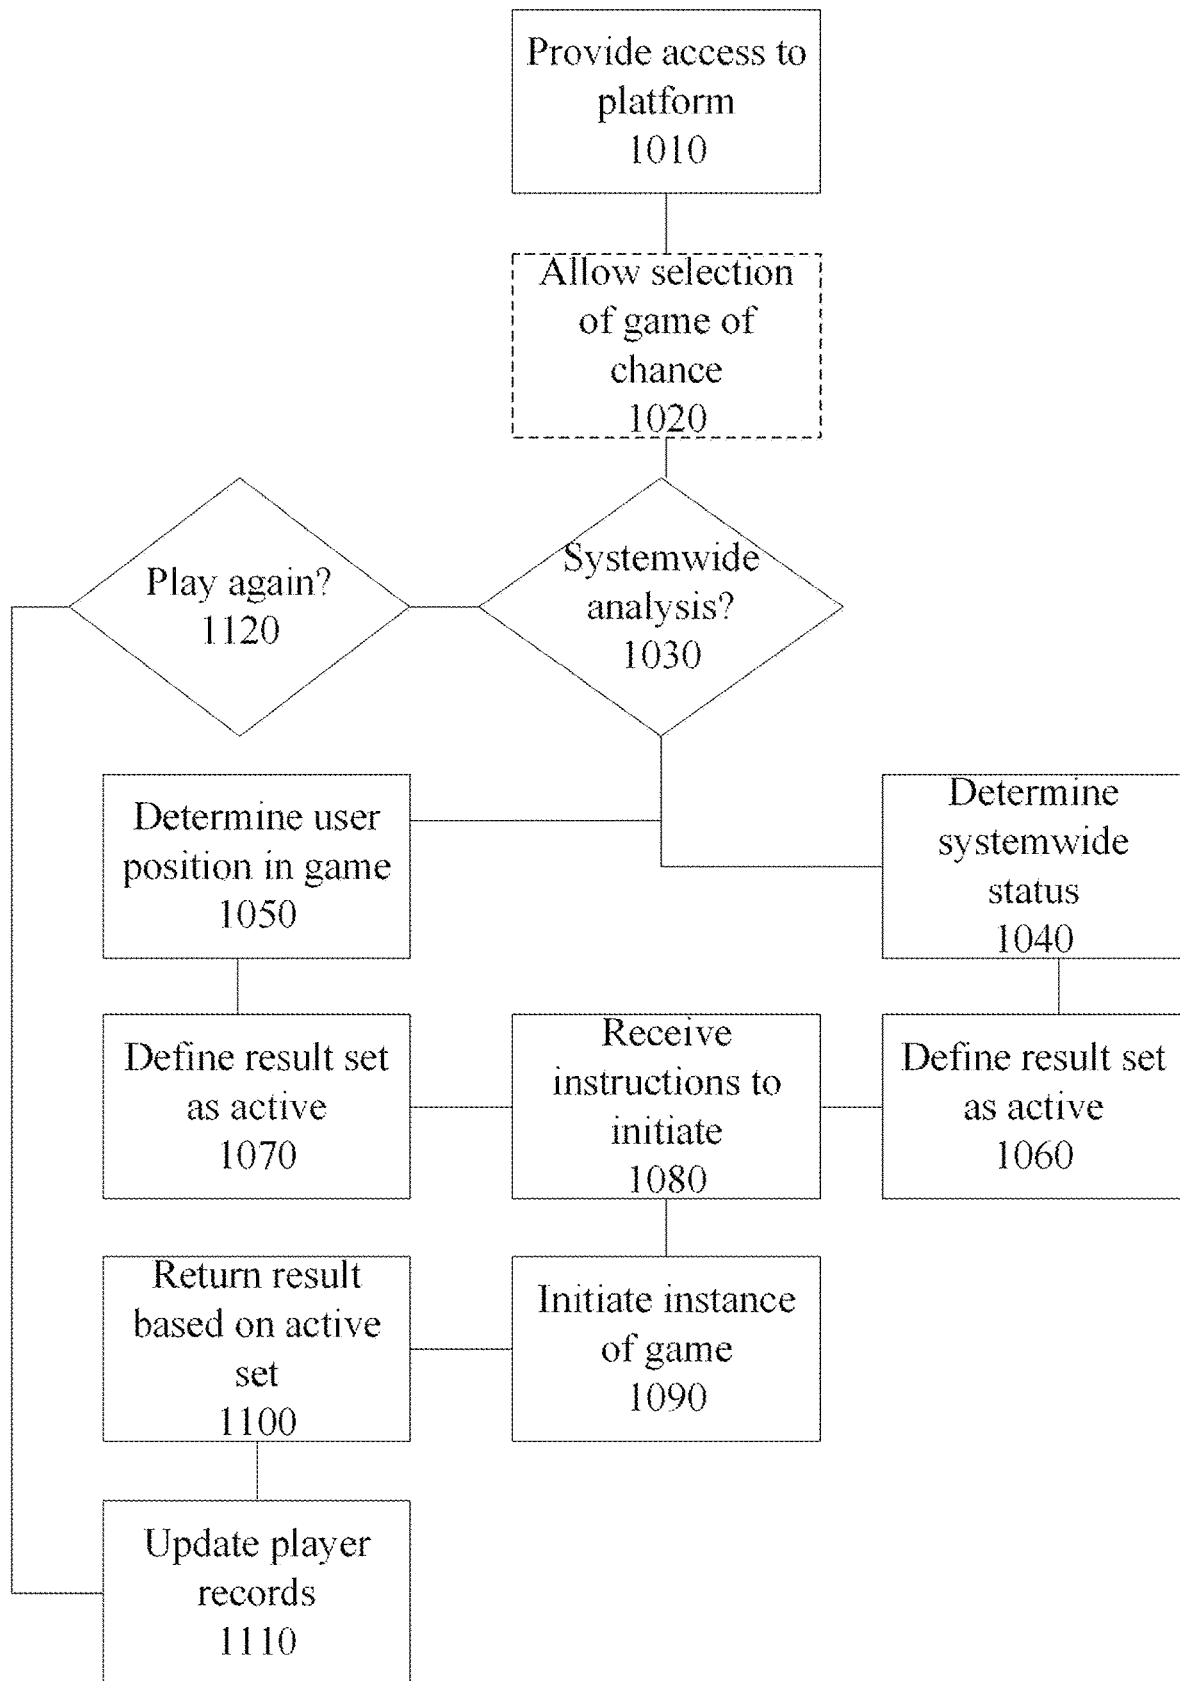 Provide access to
platform
1010
Allow selection
of game of
chance
1020
Play again?
1120
Systemwide
analysis?
1030
Determine user
position in game
1050
Determine
systemwide
status
1040
Define result set
as active
1070
Receive
instructions to
initiate
1080
Define result set
as active
1060
Return result
based on active
set
1100
Initiate instance
of game
1090
Update player
records
1110